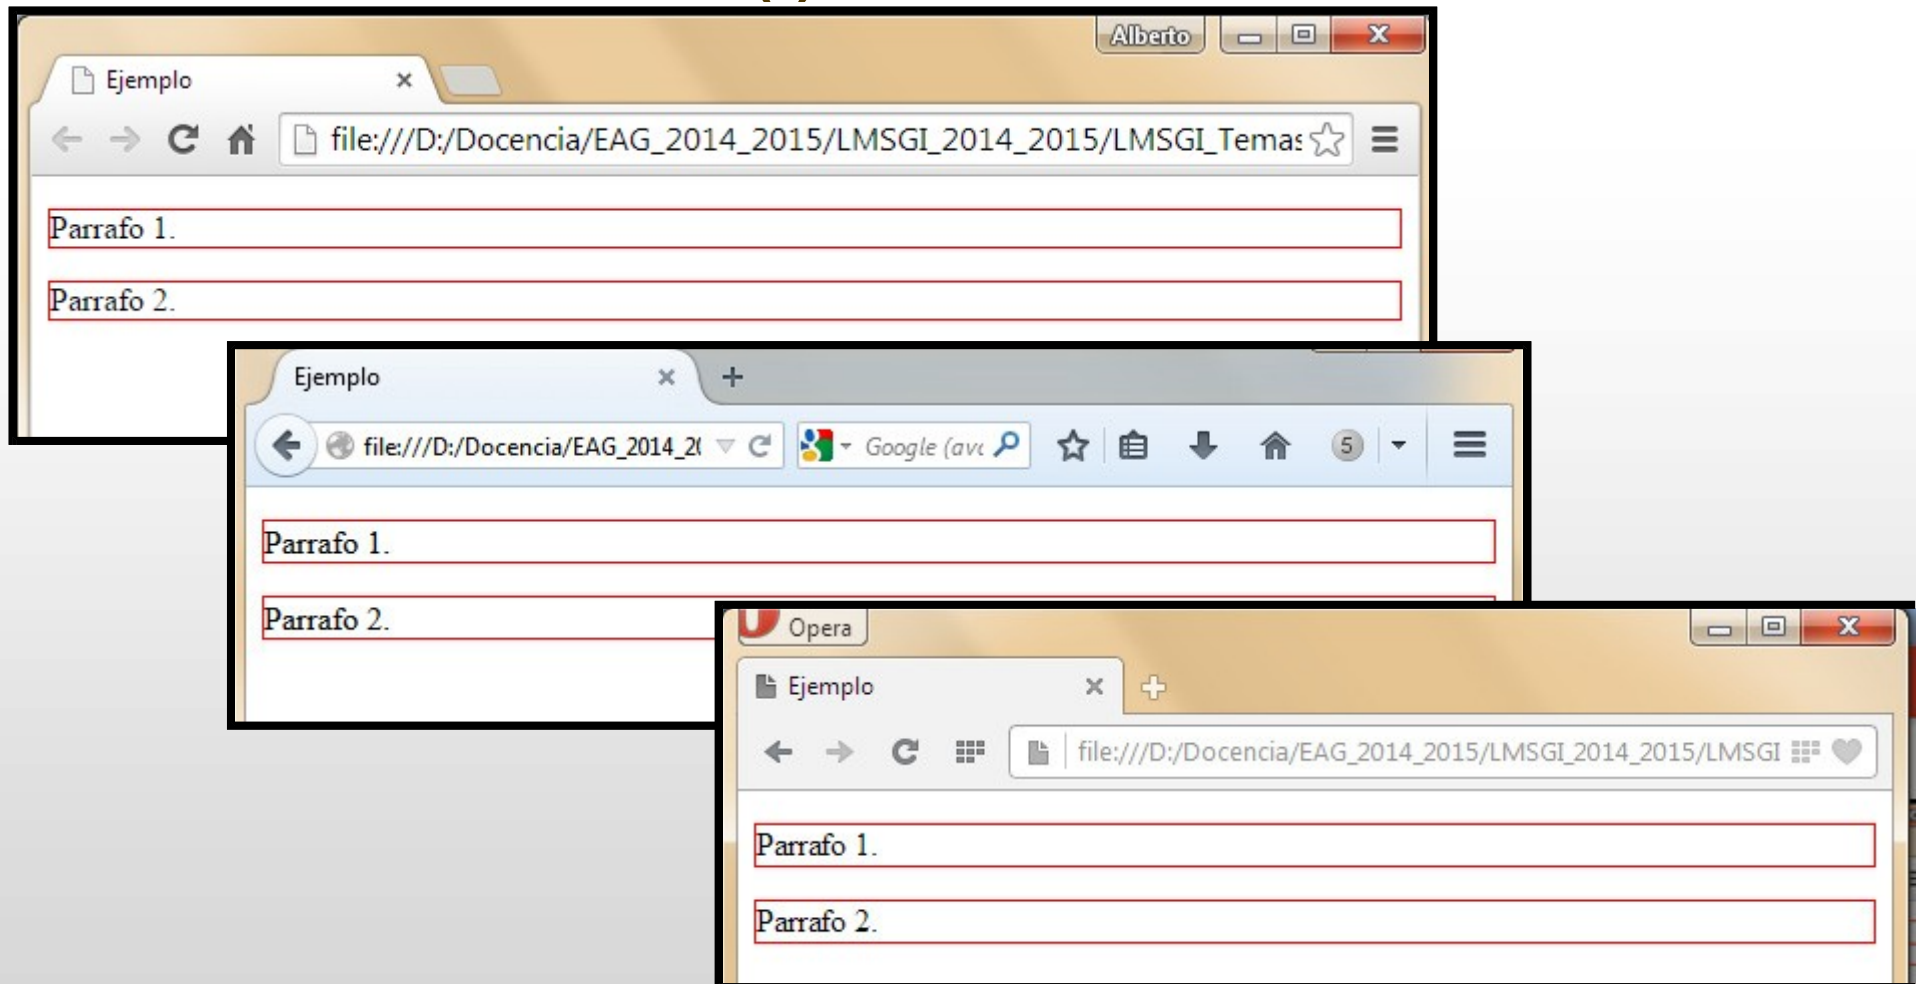 Alberto
Ejemplo
file:///D:/Docencia/EAG_2014_2015/LMSGI_2014_2015/LMSGI_Temas
Parrafo 1.
Parrafo 2.
Ejemplo
file:///D:/Docencia/EAG_2014_2 Google (ava 5
Parrafo 1.
Parrafo 2.
Opera
Ejemplo
file:///D:/Docencia/EAG_2014_2015/LMSGI_2014_2015/LMSGI
Parrafo 1.
Parrafo 2.